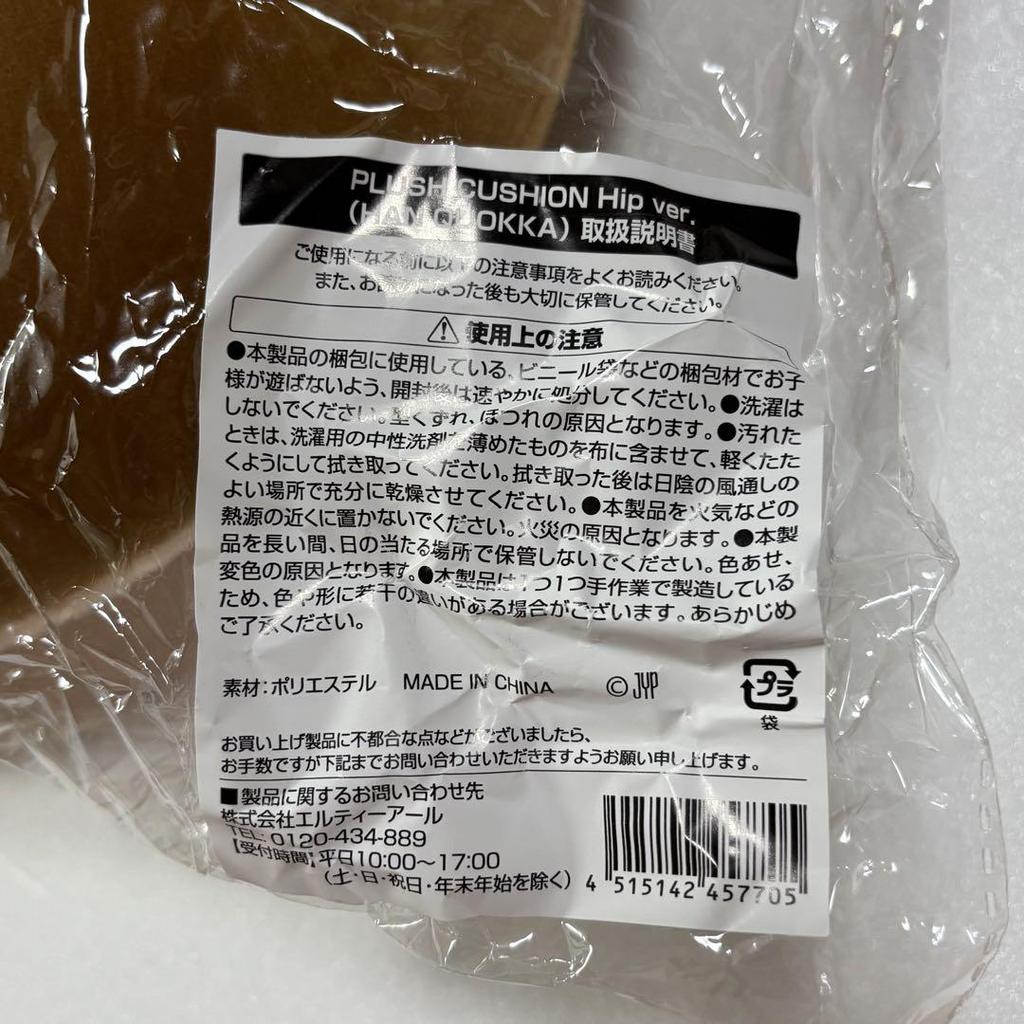 PLUSH CUSHION Hip ver.
(HAN QUOKKA) 取扱説明書
ご使用になる前に以下の注意事項をよくお読みください。
また、お読みになった後も大切に保管してください。
⚠ 使用上の注意
●本製品の梱包に使用している、ビニール袋などの梱包材でお子
様が遊ばないよう、開封後は速やかに処分してください。●洗濯は
しないでください。型くずれ、ほつれの原因となります。●汚れた
ときは、洗濯用の中性洗剤を薄めたものを布に含ませて、軽くたた
くようにして拭き取ってください。拭き取った後は日陰の風通しの
よい場所で充分に乾燥させてください。●本製品を火気などの
熱源の近くに置かないでください。火災の原因となります。●本製
品を長い間、日の当たる場所で保管しないでください。色あせ、
変色の原因となります。●本製品は1つ1つ手作業で製造している
ため、色や形に若干の違いがある場合がございます。あらかじめ
ご了承ください。
素材：ポリエステル MADE IN CHINA ©JYP
プラ
袋
お買い上げ製品に不都合な点などがございましたら、
お手数ですが下記までお問い合わせいただきますようお願い申し上げます。
■製品に関するお問い合わせ先
株式会社エルティーアール
TEL: 0120-434-889
【受付時間】平日10:00～17:00
(土・日・祝日・年末年始を除く)
4 515142 457705